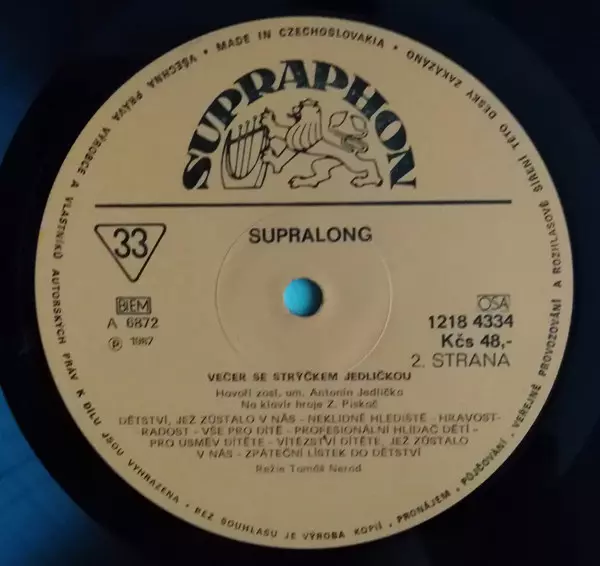 • MADE IN CZECHOSLOVAKIA • VŠECHNA PRÁVA VÝROBCE A VLASTNÍKŮ AUTORSKÝCH PRÁV K DÍLU JSOU VYHRAZENA • BEZ SOUHLASU JE VÝROBA KOPIÍ • PRONÁJEM • PŮJČOVÁNÍ • VEŘEJNÉ PROVOZOVÁNÍ A ROZHLASOVÉ ŠÍŘENÍ TÉTO DESKY ZAKÁZÁNO
SUPRAPHON
33
SUPRALONG
BIEM
A 6872
℗ 1987
OSA
1218 4334
Kčs 48,-
2. STRANA
VEČER SE STRÝČKEM JEDLIČKOU
Hovoří zasl. um. Antonín Jedlička
Na klavír hraje Z. Piskač
DĚTSTVÍ, JEŽ ZŮSTALO V NÁS - NEKLIDNÉ HLEDIŠTĚ - HRAVOST-
RADOST - VŠE PRO DÍTĚ - PROFESIONÁLNÍ HLÍDAČ DĚTÍ -
PRO ÚSMĚV DÍTĚTE - VÍTĚZSTVÍ DÍTĚTE, JEŽ ZŮSTALO
V NÁS - ZPÁTEČNÍ LÍSTEK DO DĚTSTVÍ
Režie Tomáš Nerad